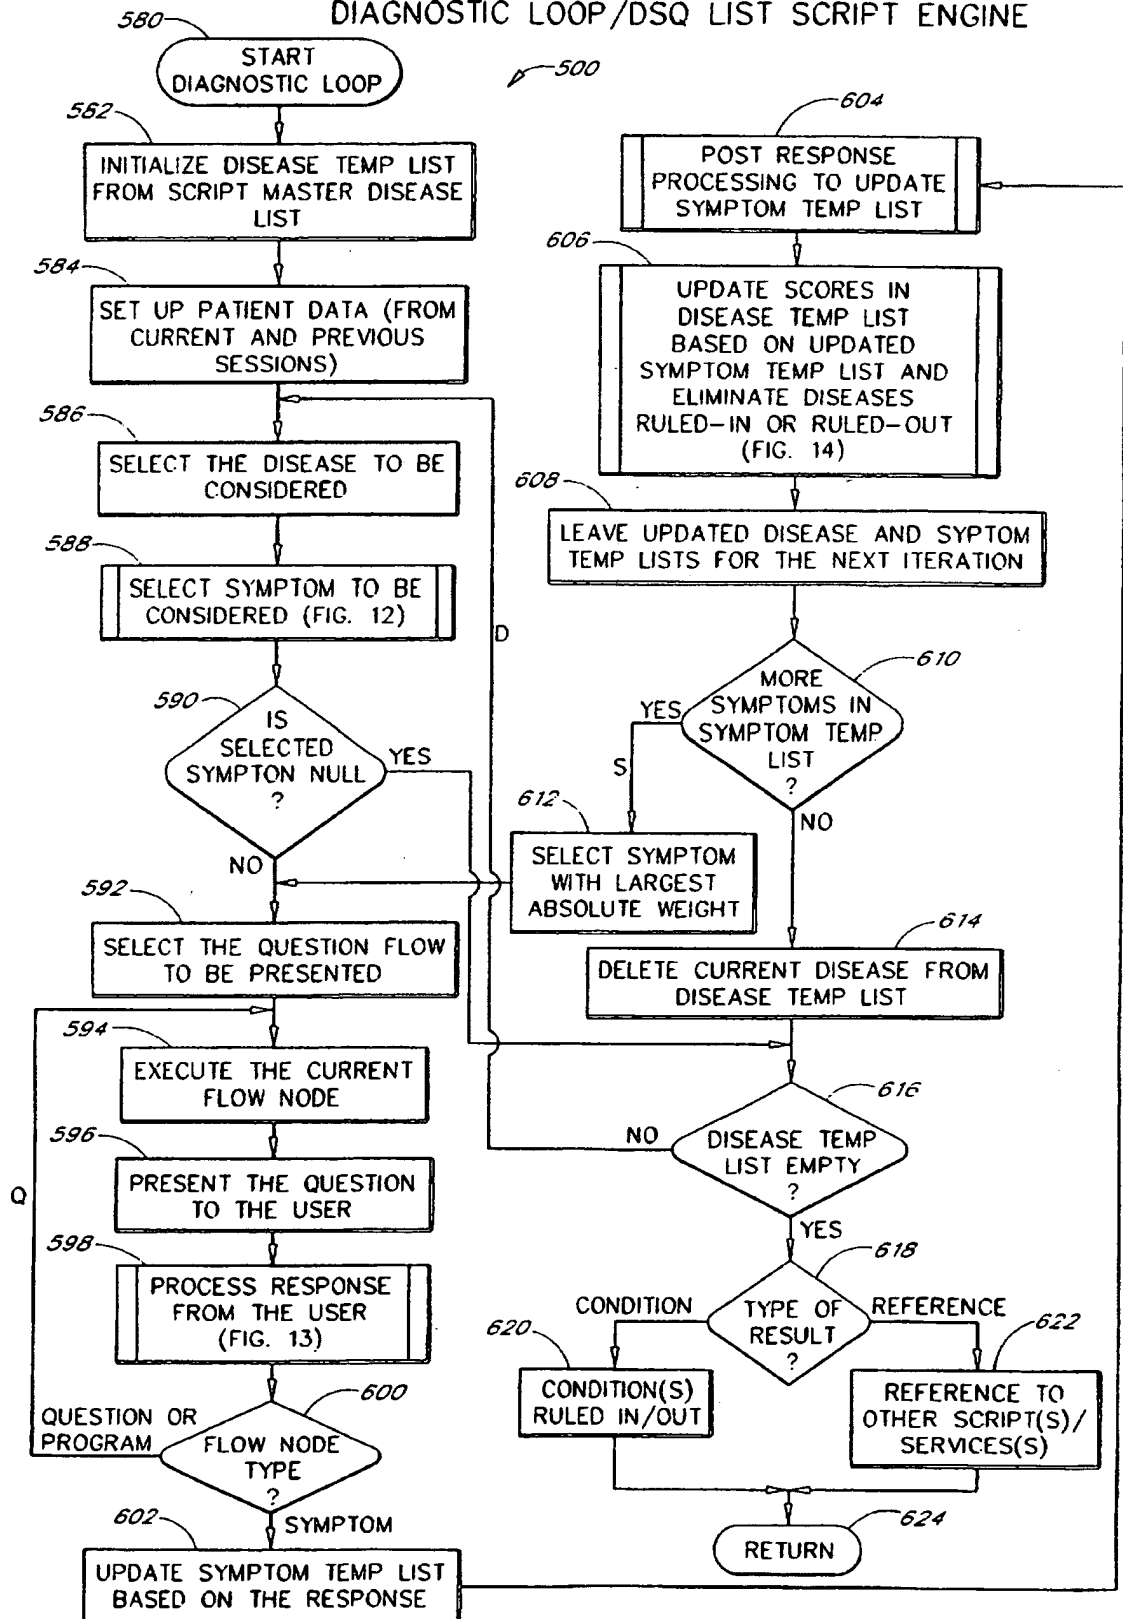 DIAGNOSTIC LOOP/DSQ LIST SCRIPT ENGINE
580
START
DIAGNOSTIC LOOP
500
582
INITIALIZE DISEASE TEMP LIST
FROM SCRIPT MASTER DISEASE
LIST
584
SET UP PATIENT DATA (FROM
CURRENT AND PREVIOUS
SESSIONS)
586
SELECT THE DISEASE TO BE
CONSIDERED
588
SELECT SYMPTOM TO BE
CONSIDERED (FIG. 12)
D
590
IS
SELECTED
SYMPTON NULL
?
YES
NO
592
SELECT THE QUESTION FLOW
TO BE PRESENTED
594
EXECUTE THE CURRENT
FLOW NODE
596
PRESENT THE QUESTION
TO THE USER
Q
598
PROCESS RESPONSE
FROM THE USER
(FIG. 13)
600
QUESTION OR
PROGRAM
FLOW NODE
TYPE
?
SYMPTOM
602
UPDATE SYMPTOM TEMP LIST
BASED ON THE RESPONSE
604
POST RESPONSE
PROCESSING TO UPDATE
SYMPTOM TEMP LIST
606
UPDATE SCORES IN
DISEASE TEMP LIST
BASED ON UPDATED
SYMPTOM TEMP LIST AND
ELIMINATE DISEASES
RULED-IN OR RULED-OUT
(FIG. 14)
608
LEAVE UPDATED DISEASE AND SYPTOM
TEMP LISTS FOR THE NEXT ITERATION
610
MORE
SYMPTOMS IN
SYMPTOM TEMP
LIST
?
YES
S
NO
612
SELECT SYMPTOM
WITH LARGEST
ABSOLUTE WEIGHT
614
DELETE CURRENT DISEASE FROM
DISEASE TEMP LIST
616
NO
DISEASE TEMP
LIST EMPTY
?
YES
618
CONDITION
TYPE OF
RESULT
?
REFERENCE
620
CONDITION(S)
RULED IN/OUT
622
REFERENCE TO
OTHER SCRIPT(S)/
SERVICES(S)
624
RETURN